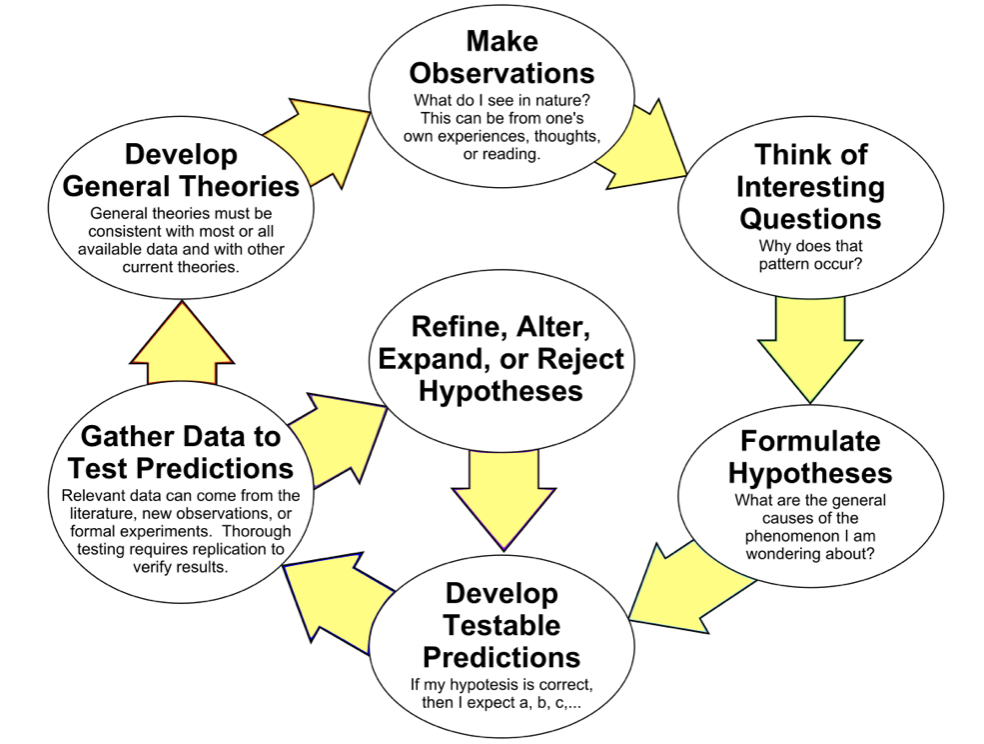 Make
Observations
What do I see in nature?
This can be from one's
own experiences, thoughts,
or reading.
Think of
Interesting
Questions
Why does that
pattern occur?
Formulate
Hypotheses
What are the general
causes of the
phenomenon I am
wondering about?
Develop
Testable
Predictions
If my hypotesis is correct,
then I expect a, b, c,...
Gather Data to
Test Predictions
Relevant data can come from the
literature, new observations, or
formal experiments.  Thorough
testing requires replication to
verify results.
Refine, Alter,
Expand, or Reject
Hypotheses
Develop
General Theories
General theories must be
consistent with most or all
available data and with other
current theories.